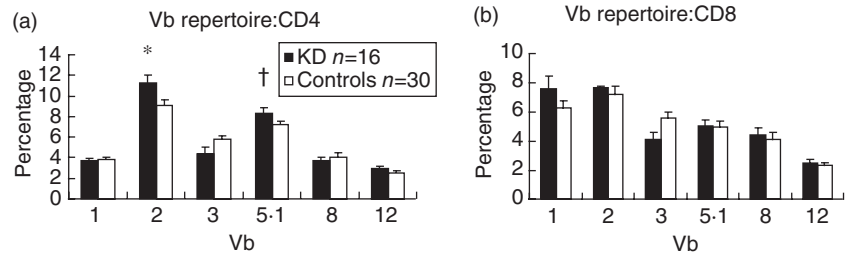 (a)
Vb repertoire:CD4
14
12
10
8
6
4
2
0
Percentage
*
†
KD n=16
Controls n=30
1 2 3 5·1 8 12
Vb
(b)
Vb repertoire:CD8
10
8
6
4
2
0
Percentage
1 2 3 5·1 8 12
Vb